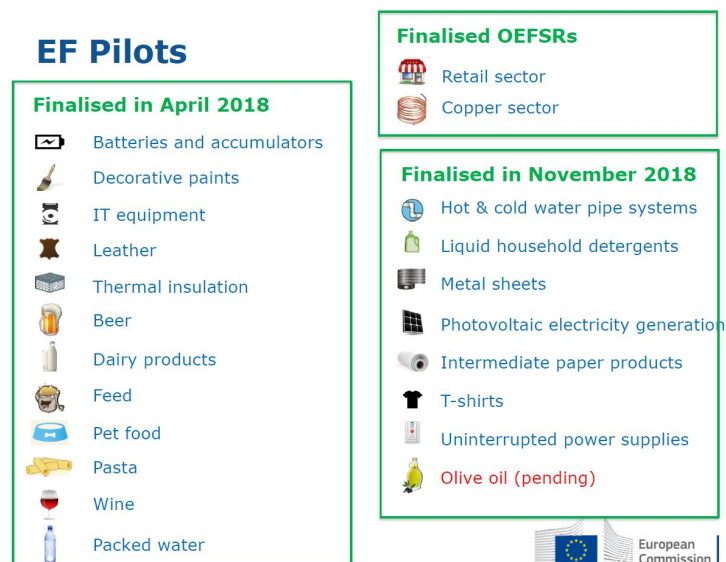 EF Pilots
Finalised in April 2018
Batteries and accumulators
Decorative paints
IT equipment
Leather
Thermal insulation
Beer
Dairy products
Feed
Pet food
Pasta
Wine
Packed water
Finalised OEFSRs
Retail sector
Copper sector
Finalised in November 2018
Hot & cold water pipe systems
Liquid household detergents
Metal sheets
Photovoltaic electricity generation
Intermediate paper products
T-shirts
Uninterrupted power supplies
Olive oil (pending)
European
Commission